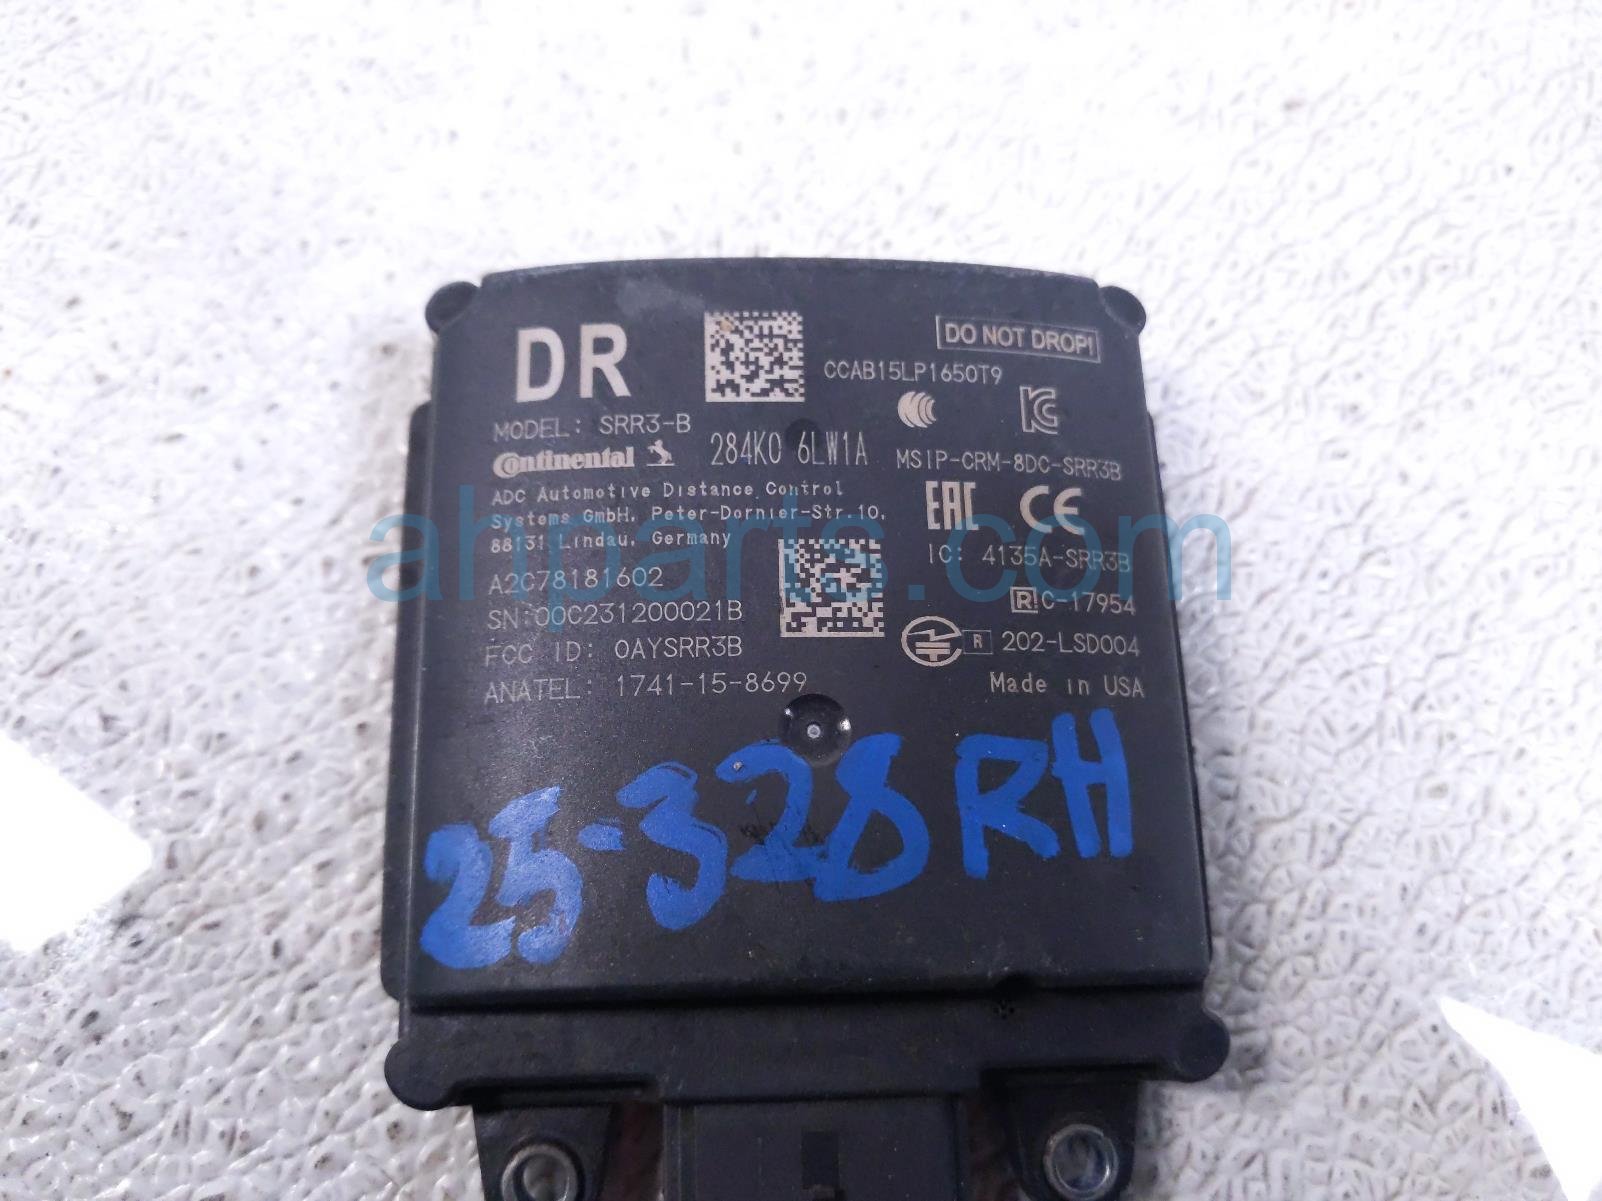 DR
DO NOT DROP!
CCAB15LP1650T9
MODEL: SRR3-B
Continental
284K0 6LW1A
MSIP-CRM-8DC-SRR3B
ADC Automotive Distance Control
Systems GmbH, Peter-Dornier-Str.10,
88131 Lindau, Germany
EAC CE
IC: 4135A-SRR3B
A2C78181602
R C-17954
SN:00C231200021B
R 202-LSD004
FCC ID: OAYSRR3B
Made in USA
ANATEL: 1741-15-8699
25-328 RH
ahparts.com